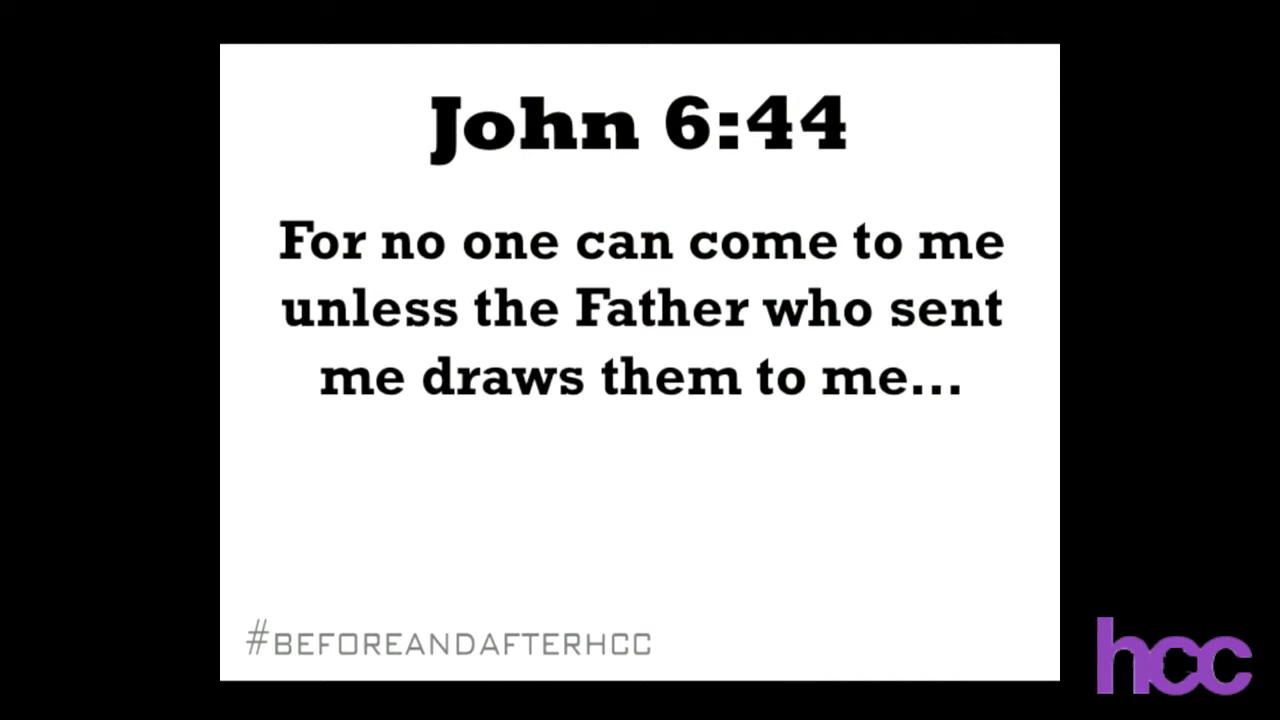 John 6:44
For no one can come to me
unless the Father who sent
me draws them to me...
#BEFOREANDAFTERHCC
hcc